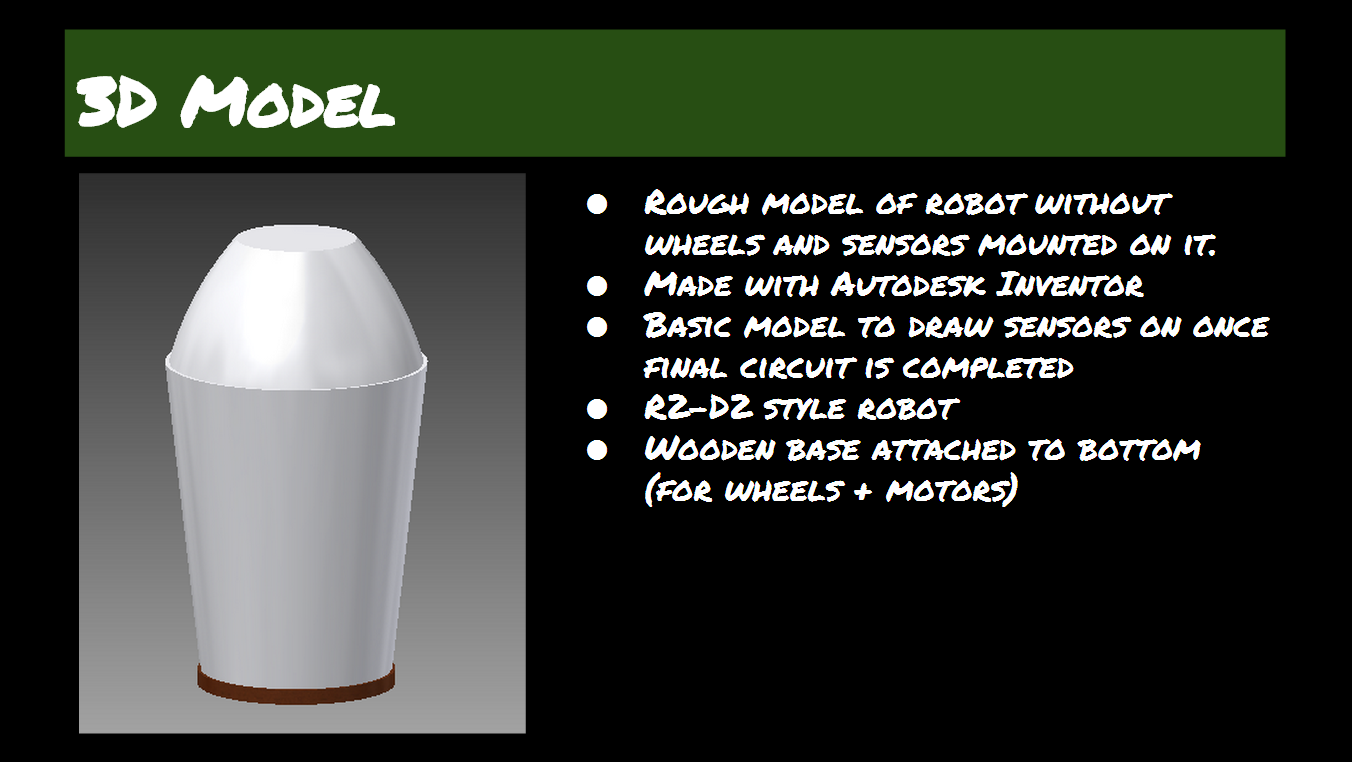 3D Model
● Rough model of robot without
wheels and sensors mounted on it.
● Made with Autodesk Inventor
● Basic model to draw sensors on once
final circuit is completed
● R2-D2 style robot
● Wooden base attached to bottom
(for wheels + motors)